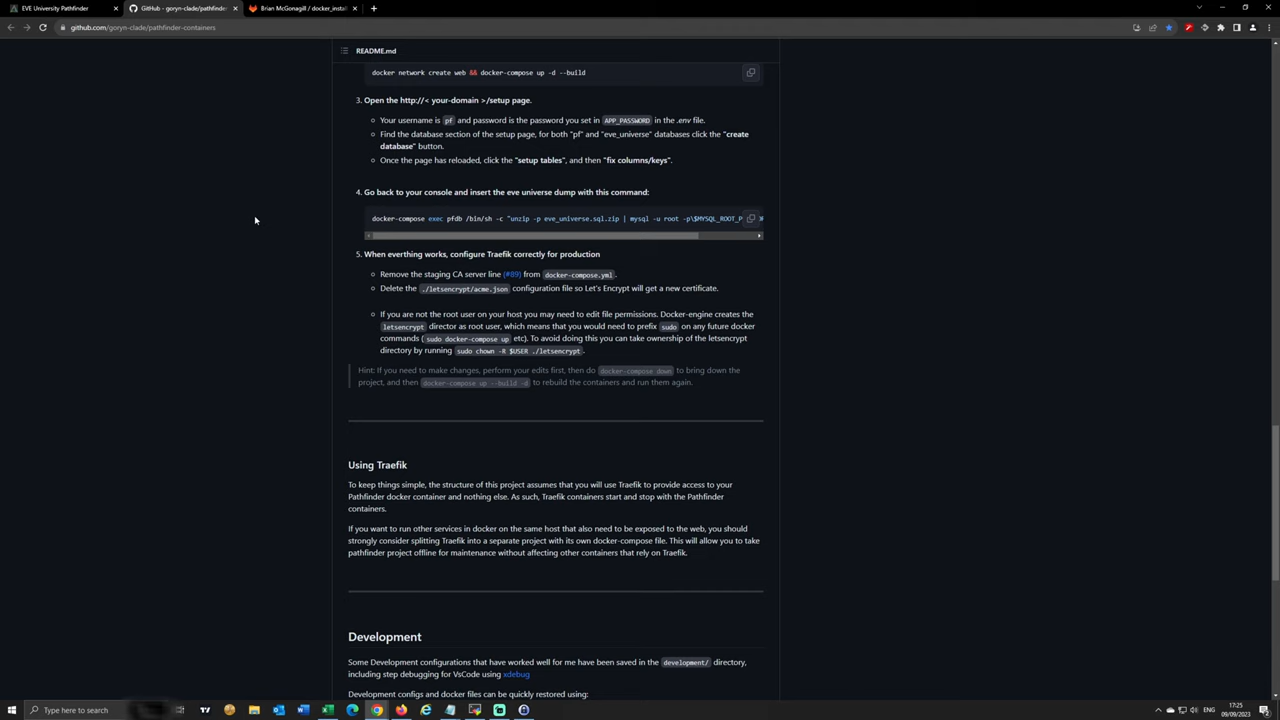 EVE University Pathfinder
GitHub - goryn-clade/pathfinder
Brian McGonagill / docker_install
github.com/goryn-clade/pathfinder-containers
README.md
docker network create web && docker-compose up -d --build
3. Open the http://< your-domain >/setup page.
Your username is pf and password is the password you set in APP_PASSWORD in the .env file.
Find the database section of the setup page, for both "pf" and "eve_universe" databases click the "create
database" button.
Once the page has reloaded, click the "setup tables", and then "fix columns/keys".
4. Go back to your console and insert the eve universe dump with this command:
docker-compose exec pfdb /bin/sh -c "unzip -p eve_universe.sql.zip | mysql -u root -p\$MYSQL_ROOT_P
5. When everthing works, configure Traefik correctly for production
Remove the staging CA server line (#89) from docker-compose.yml.
Delete the ./letsencrypt/acme.json configuration file so Let's Encrypt will get a new certificate.
If you are not the root user on your host you may need to edit file permissions. Docker-engine creates the
letsencrypt director as root user, which means that you would need to prefix sudo on any future docker
commands ( sudo docker-compose up etc). To avoid doing this you can take ownership of the letsencrypt
directory by running sudo chown -R $USER ./letsencrypt.
Hint: If you need to make changes, perform your edits first, then do docker-compose down to bring down the
project, and then docker-compose up --build -d to rebuild the containers and run them again.
Using Traefik
To keep things simple, the structure of this project assumes that you will use Traefik to provide access to your
Pathfinder docker container and nothing else. As such, Traefik containers start and stop with the Pathfinder
containers.
If you want to run other services in docker on the same host that also need to be exposed to the web, you should
strongly consider splitting Traefik into a separate project with its own docker-compose file. This will allow you to take
pathfinder project offline for maintenance without affecting other containers that rely on Traefik.
Development
Some Development configurations that have worked well for me have been saved in the development/ directory,
including step debugging for VsCode using xdebug
Development configs and docker files can be quickly restored using:
Type here to search
ENG
17:25
09/09/2023